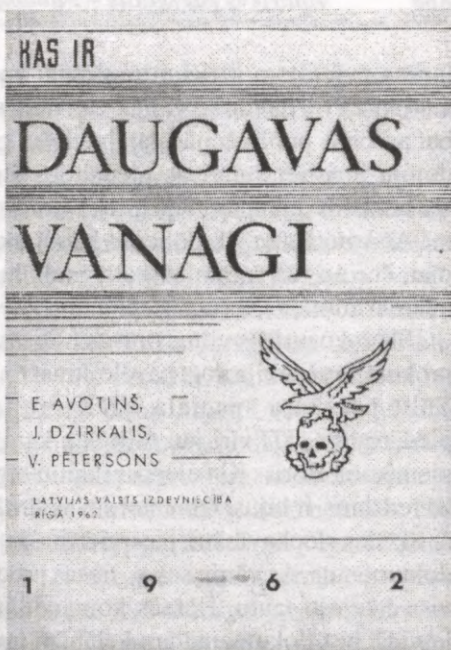 KAS IR
DAUGAVAS
VANAGI
E. AVOTIŅŠ,
J. DZIRKALIS,
V. PĒTERSONS
LATVIJAS VALSTS IZDEVNIECĪBA
RĪGĀ 1962
1 9 6 2